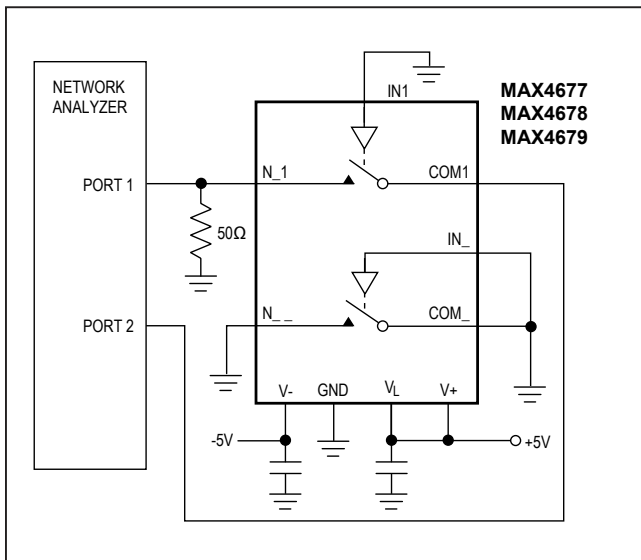 NETWORK
ANALYZER
PORT 1
PORT 2
50Ω
IN1
MAX4677
MAX4678
MAX4679
N_1
COM1
IN_
N_ _
COM_
V-
GND
VL
V+
-5V
+5V